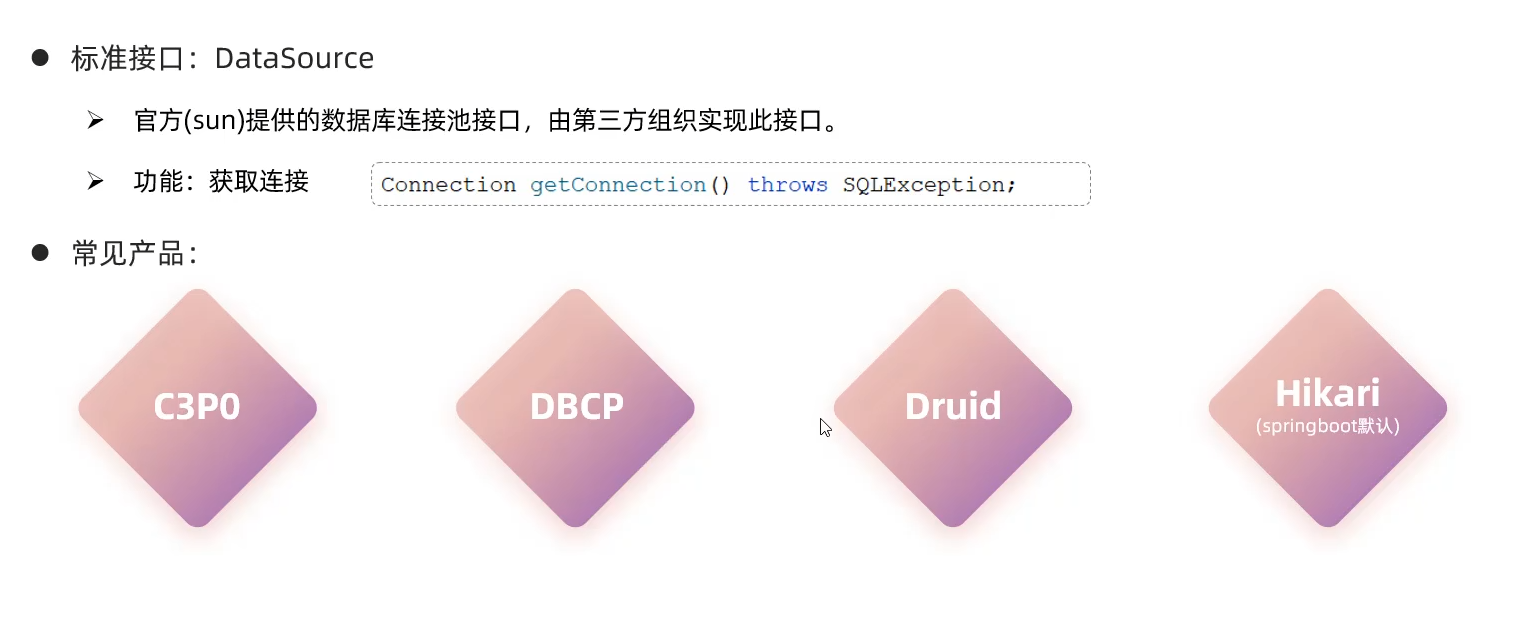 标准接口：DataSource
官方(sun)提供的数据库连接池接口，由第三方组织实现此接口。
功能：获取连接 Connection getConnection() throws SQLException;
常见产品：
C3P0
DBCP
Druid
Hikari
(springboot默认)